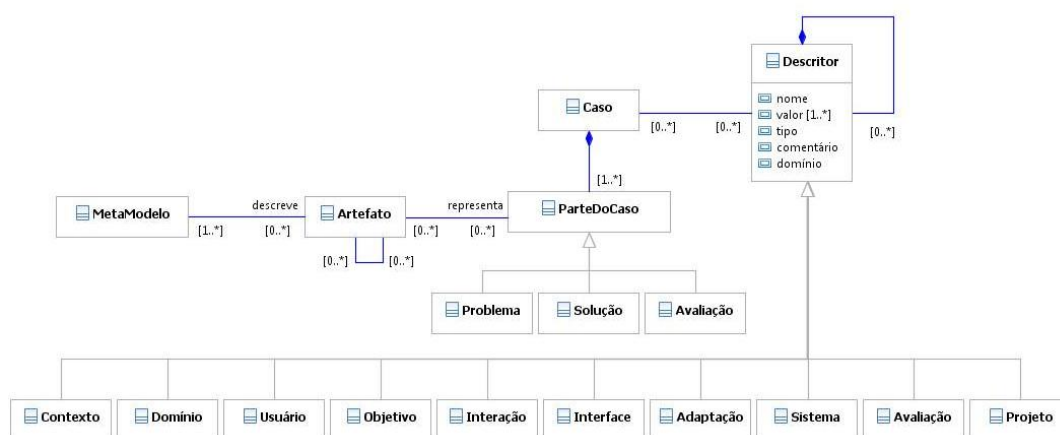 Descritor
nome
valor [1..*]
tipo
comentário
domínio
[0..*]
Caso
[0..*]
[0..*]
[1..*]
MetaModelo
descreve
[1..*]
[0..*]
Artefato
representa
[0..*]
[0..*]
[0..*]
[0..*]
ParteDoCaso
Problema
Solução
Avaliação
Contexto
Domínio
Usuário
Objetivo
Interação
Interface
Adaptação
Sistema
Avaliação
Projeto